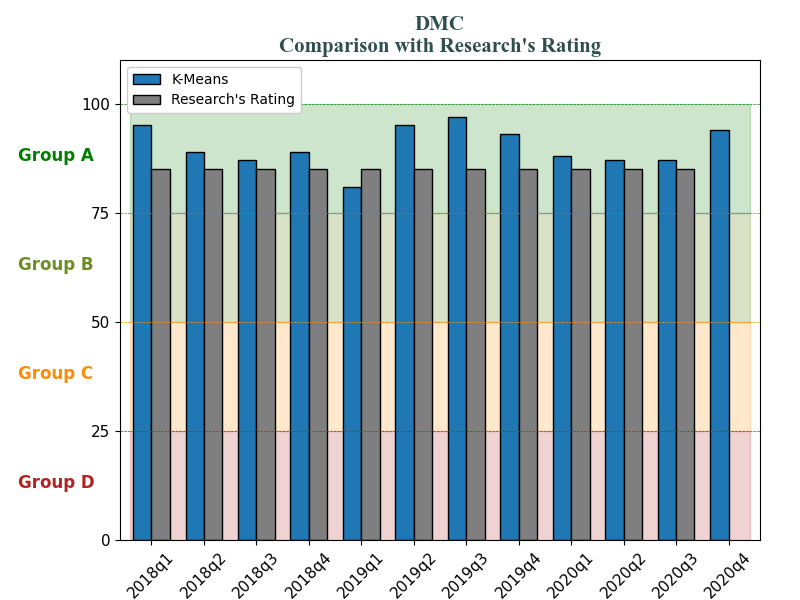 DMC
Comparison with Research's Rating
K-Means
Research's Rating
100
75
50
25
0
Group A
Group B
Group C
Group D
2018q1
2018q2
2018q3
2018q4
2019q1
2019q2
2019q3
2019q4
2020q1
2020q2
2020q3
2020q4